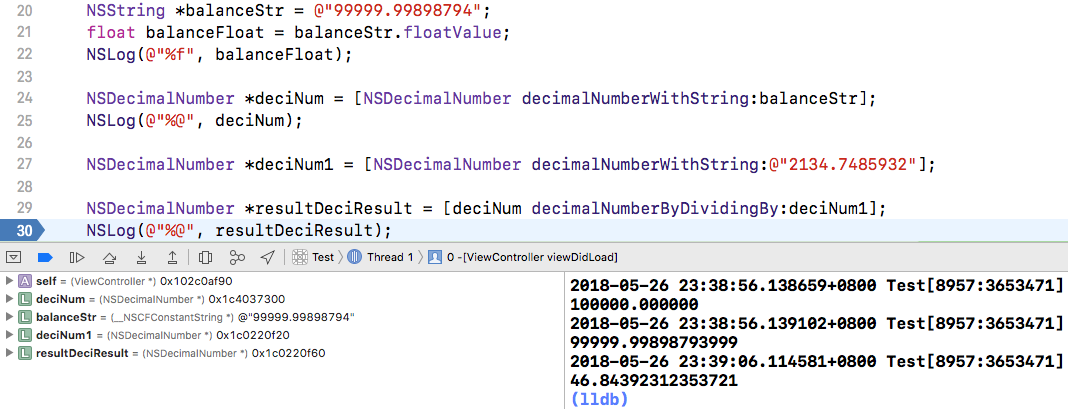 20 NSString *balanceStr = @"99999.99898794";
21 float balanceFloat = balanceStr.floatValue;
22 NSLog(@"%f", balanceFloat);
23
24 NSDecimalNumber *deciNum = [NSDecimalNumber decimalNumberWithString:balanceStr];
25 NSLog(@"%@", deciNum);
26
27 NSDecimalNumber *deciNum1 = [NSDecimalNumber decimalNumberWithString:@"2134.7485932"];
28
29 NSDecimalNumber *resultDeciResult = [deciNum decimalNumberByDividingBy:deciNum1];
30 NSLog(@"%@", resultDeciResult);
Test Thread 1 0 -[ViewController viewDidLoad]
A self = (ViewController *) 0x102c0af90
L deciNum = (NSDecimalNumber *) 0x1c4037300
L balanceStr = (__NSCFConstantString *) @"99999.99898794"
L deciNum1 = (NSDecimalNumber *) 0x1c0220f20
L resultDeciResult = (NSDecimalNumber *) 0x1c0220f60
2018-05-26 23:38:56.138659+0800 Test[8957:3653471]
100000.000000
2018-05-26 23:38:56.139102+0800 Test[8957:3653471]
99999.99898793999
2018-05-26 23:39:06.114581+0800 Test[8957:3653471]
46.84392312353721
(lldb)